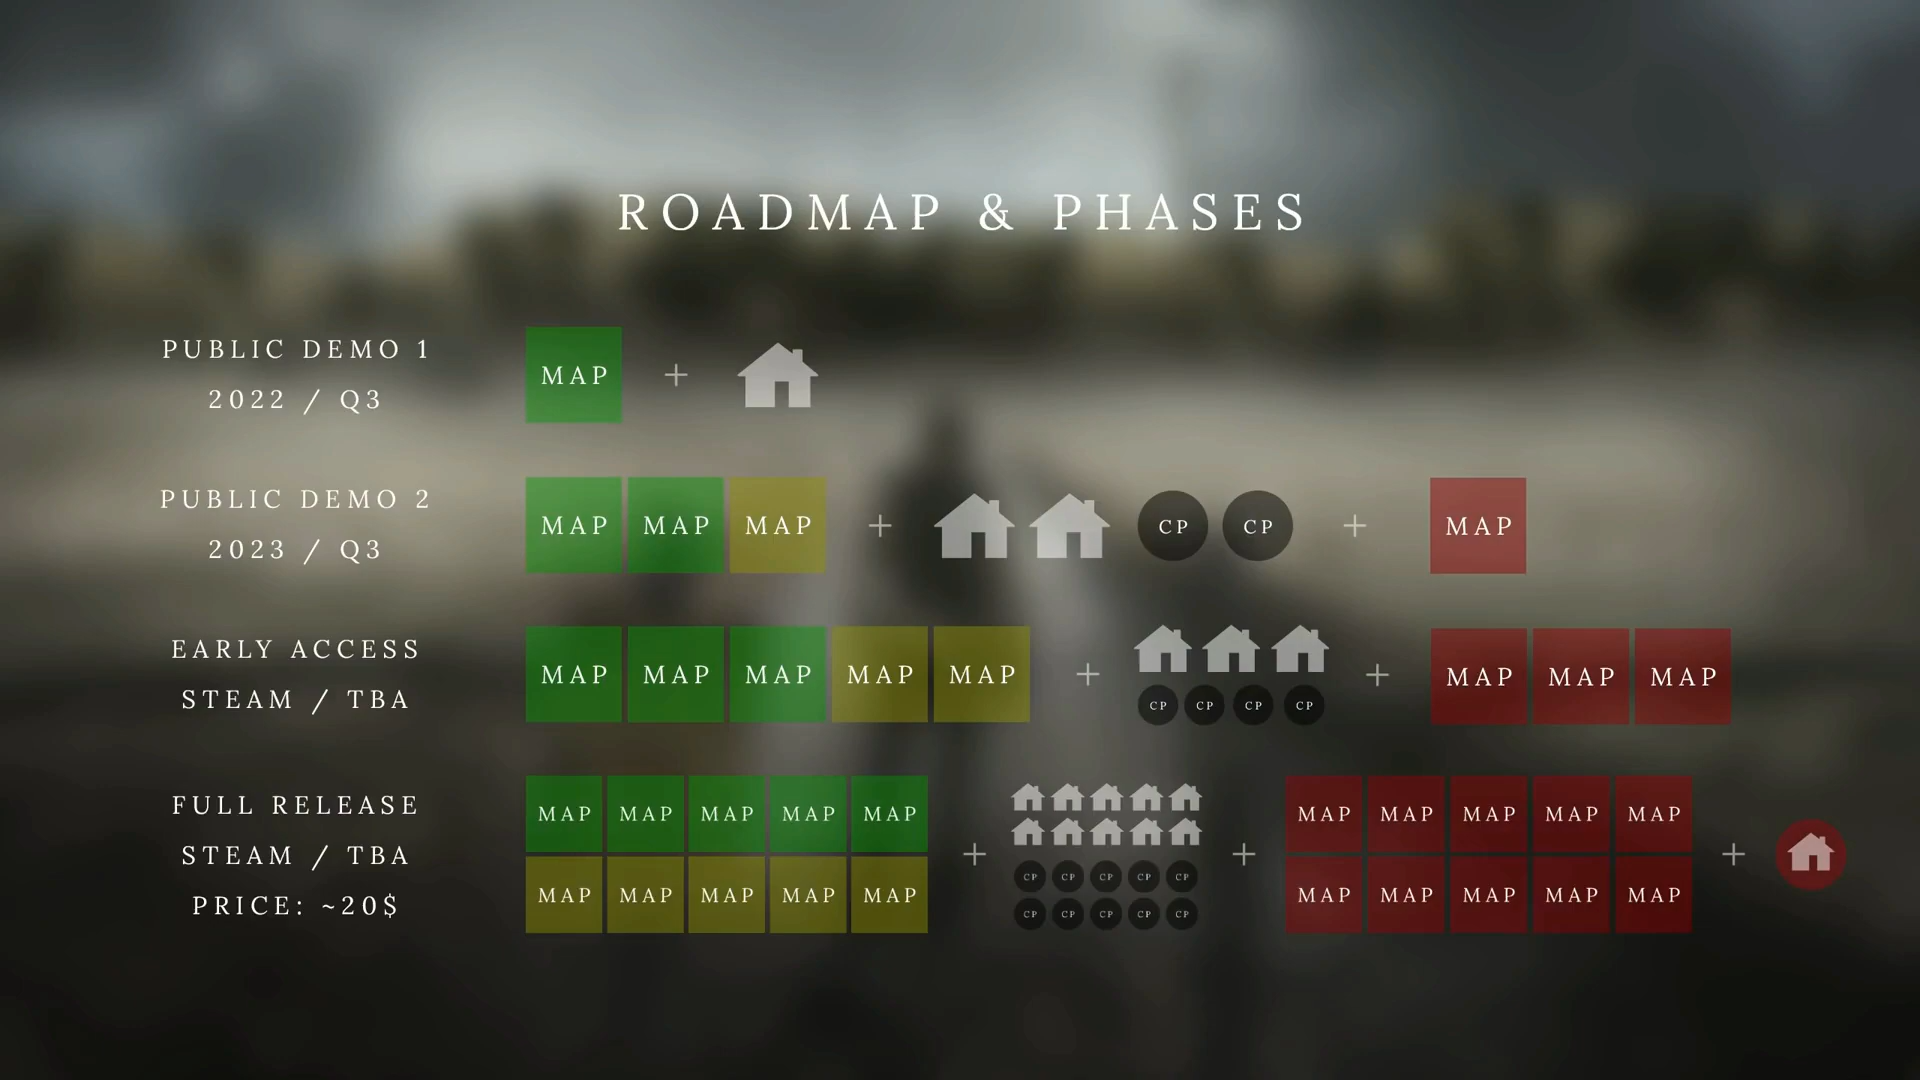 ROADMAP & PHASES
PUBLIC DEMO 1
2022 / Q3
MAP +
PUBLIC DEMO 2
2023 / Q3
MAP MAP MAP + CP CP + MAP
EARLY ACCESS
STEAM / TBA
MAP MAP MAP MAP MAP + CP CP CP CP + MAP MAP MAP
FULL RELEASE
STEAM / TBA
PRICE: ~20$
MAP MAP MAP MAP MAP
MAP MAP MAP MAP MAP
+
CP CP CP CP CP
CP CP CP CP CP
+
MAP MAP MAP MAP MAP
MAP MAP MAP MAP MAP
+